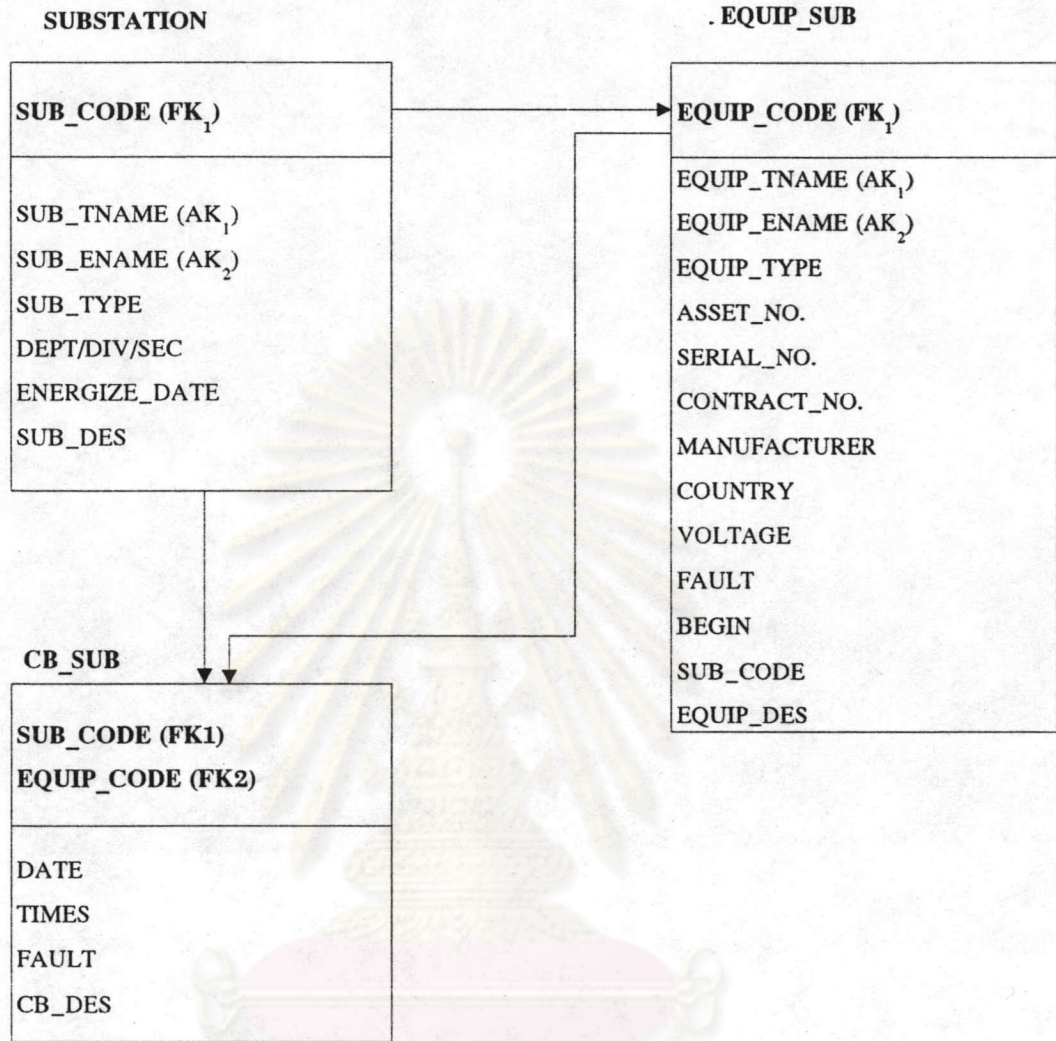 SUBSTATION
SUB_CODE (FK₁)
SUB_TNAME (AK₁)
SUB_ENAME (AK₂)
SUB_TYPE
DEPT/DIV/SEC
ENERGIZE_DATE
SUB_DES
. EQUIP_SUB
EQUIP_CODE (FK₁)
EQUIP_TNAME (AK₁)
EQUIP_ENAME (AK₂)
EQUIP_TYPE
ASSET_NO.
SERIAL_NO.
CONTRACT_NO.
MANUFACTURER
COUNTRY
VOLTAGE
FAULT
BEGIN
SUB_CODE
EQUIP_DES
CB_SUB
SUB_CODE (FK1)
EQUIP_CODE (FK2)
DATE
TIMES
FAULT
CB_DES